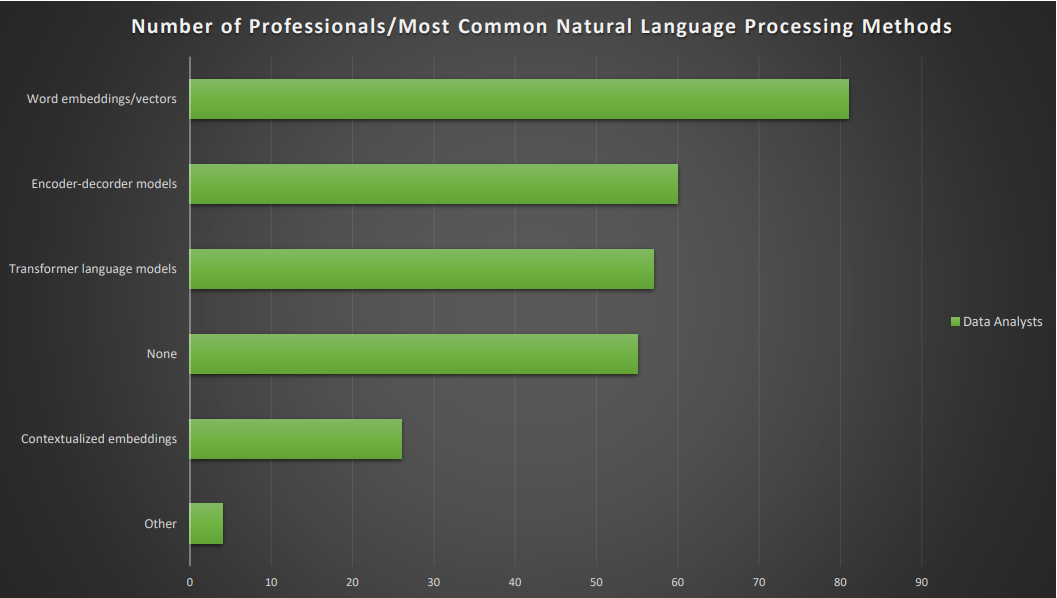 Number of Professionals/Most Common Natural Language Processing Methods
Word embeddings/vectors
Encoder-decorder models
Transformer language models
None
Contextualized embeddings
Other
Data Analysts
0 10 20 30 40 50 60 70 80 90